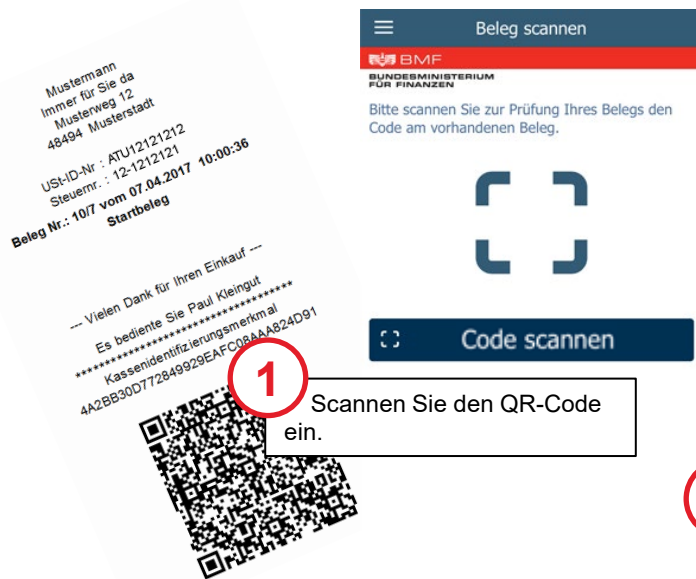 Mustermann
Immer für Sie da
Musterweg 12
48494 Musterstadt
USt-ID-Nr : ATU12121212
Steuernr. : 12-1212121
Beleg Nr.: 10/7 vom 07.04.2017 10:00:36
Startbeleg
--- Vielen Dank für Ihren Einkauf ---
Es bediente Sie Paul Kleingut
**************************************
Kassenidentifizierungsmerkmal
4A2BB30D772849929EAFC08AAA824D91
Beleg scannen
BMF
BUNDESMINISTERIUM
FÜR FINANZEN
Bitte scannen Sie zur Prüfung Ihres Belegs den
Code am vorhandenen Beleg.
Code scannen
1
Scannen Sie den QR-Code
ein.